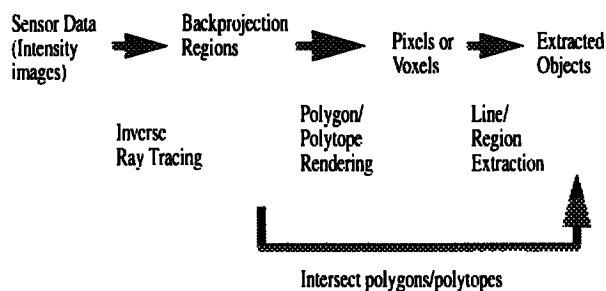 Sensor Data
(Intensity
images)
Backprojection
Regions
Pixels or
Voxels
Extracted
Objects
Inverse
Ray Tracing
Polygon/
Polytope
Rendering
Line/
Region
Extraction
Intersect polygons/polytopes